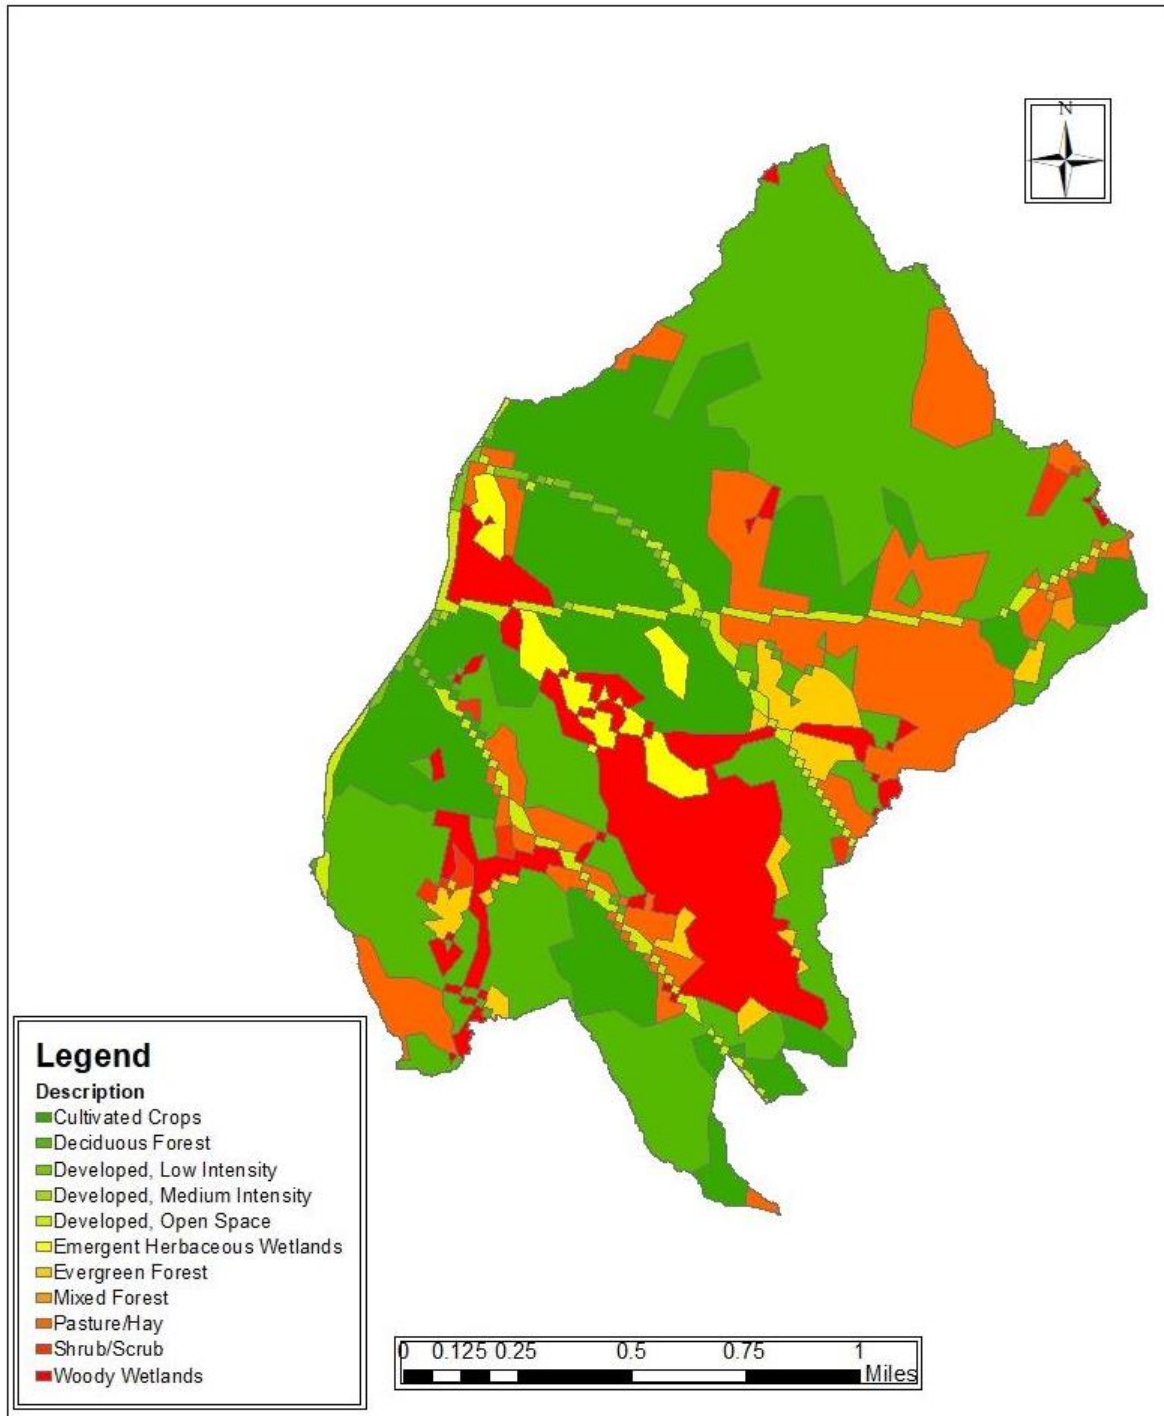 N
Legend
Description
Cultivated Crops
Deciduous Forest
Developed, Low Intensity
Developed, Medium Intensity
Developed, Open Space
Emergent Herbaceous Wetlands
Evergreen Forest
Mixed Forest
Pasture/Hay
Shrub/Scrub
Woody Wetlands
0 0.125 0.25 0.5 0.75 1
Miles